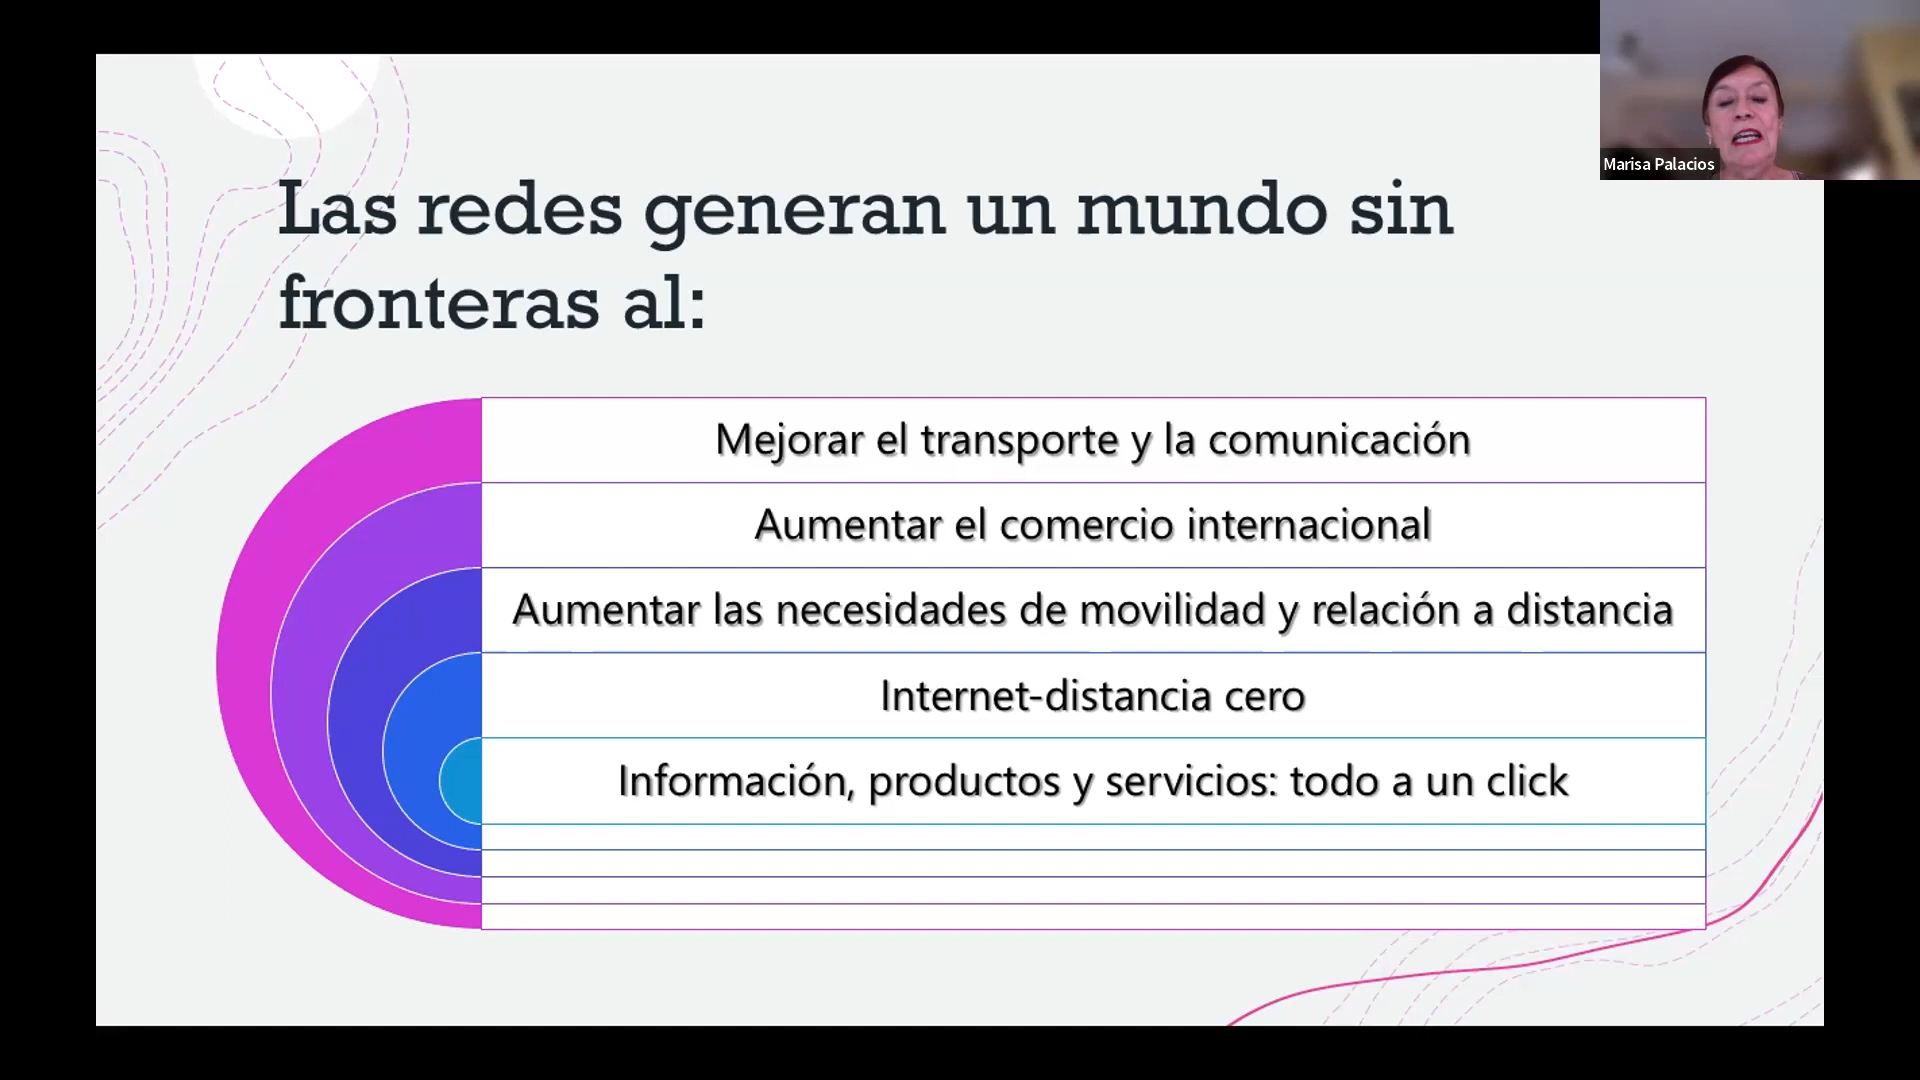 Marisa Palacios
Las redes generan un mundo sin
fronteras al:
Mejorar el transporte y la comunicación
Aumentar el comercio internacional
Aumentar las necesidades de movilidad y relación a distancia
Internet-distancia cero
Información, productos y servicios: todo a un click